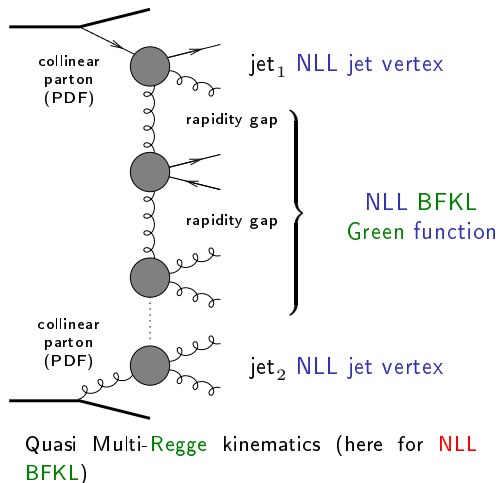 collinear
parton
(PDF)
jet₁ NLL jet vertex
rapidity gap
NLL BFKL
Green function
rapidity gap
collinear
parton
(PDF)
jet₂ NLL jet vertex
Quasi Multi-Regge kinematics (here for NLL
BFKL)